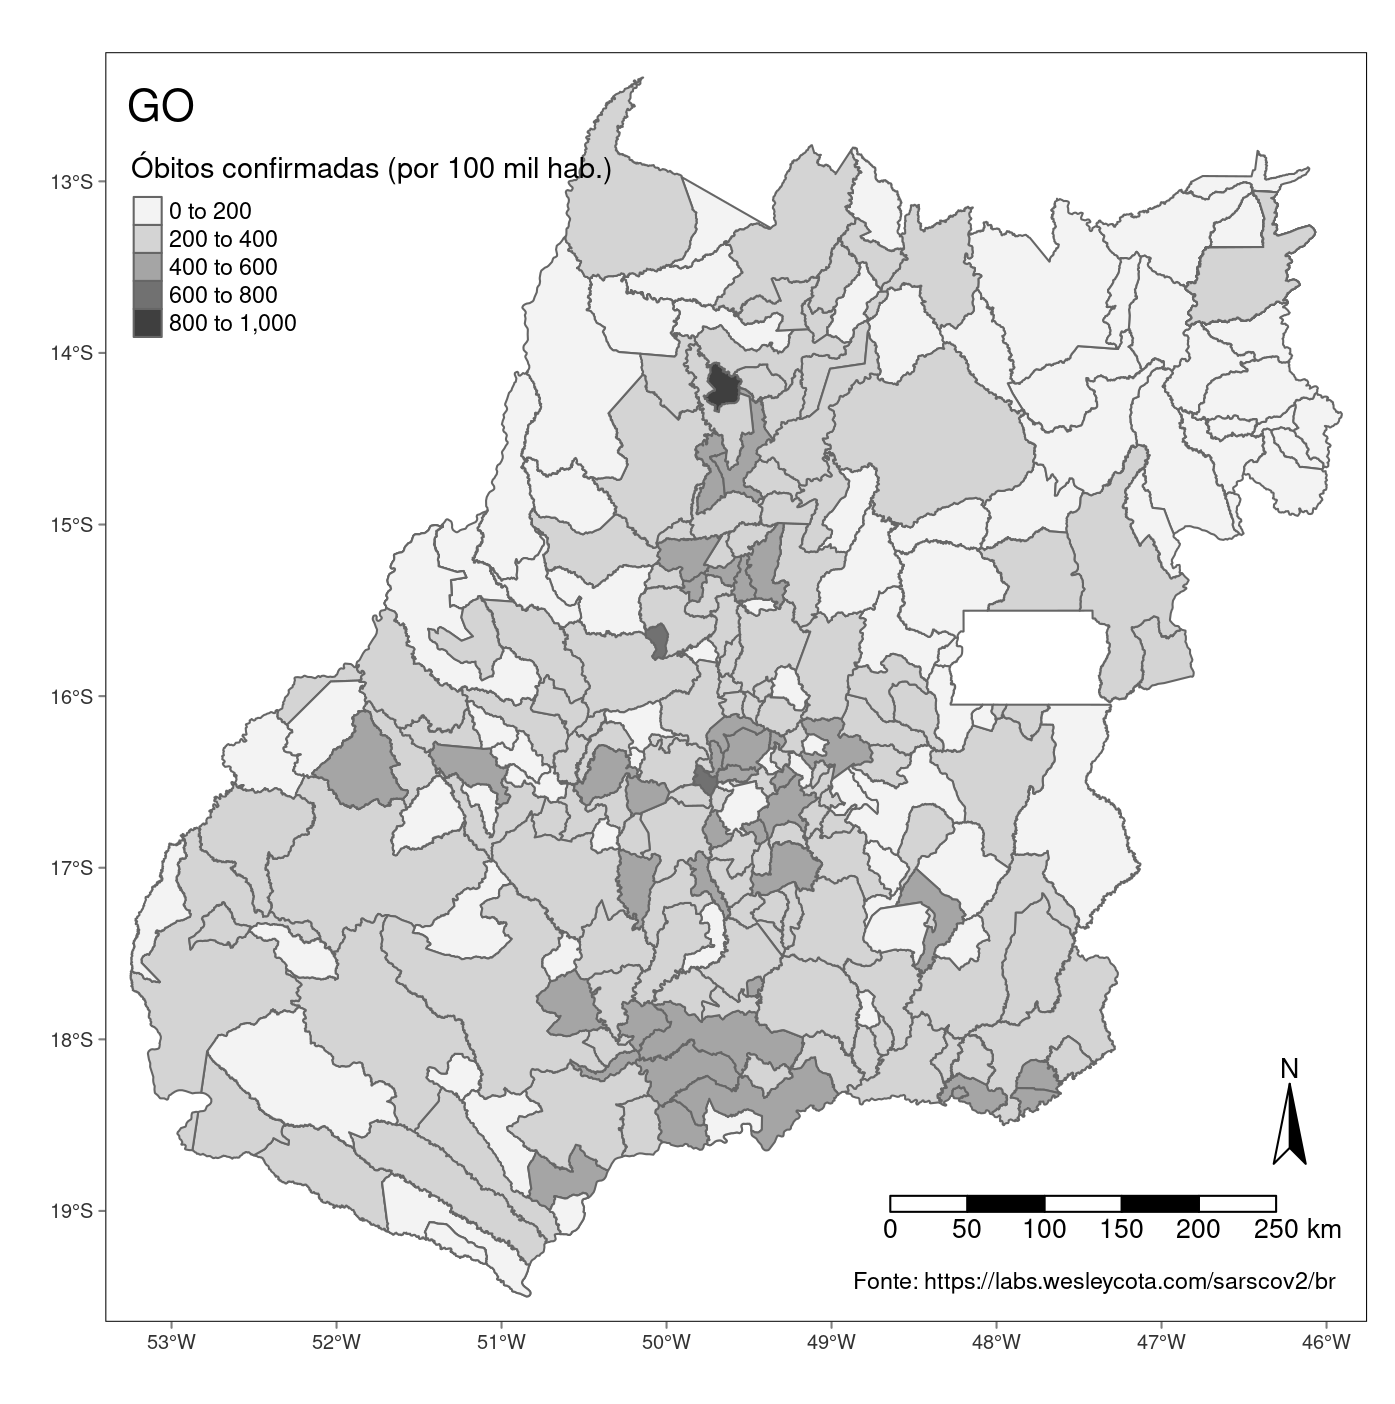 GO
Óbitos confirmadas (por 100 mil hab.)
0 to 200
200 to 400
400 to 600
600 to 800
800 to 1,000
13°S
14°S
15°S
16°S
17°S
18°S
19°S
N
0 50 100 150 200 250 km
Fonte: https://labs.wesleycota.com/sarscov2/br
53°W 52°W 51°W 50°W 49°W 48°W 47°W 46°W